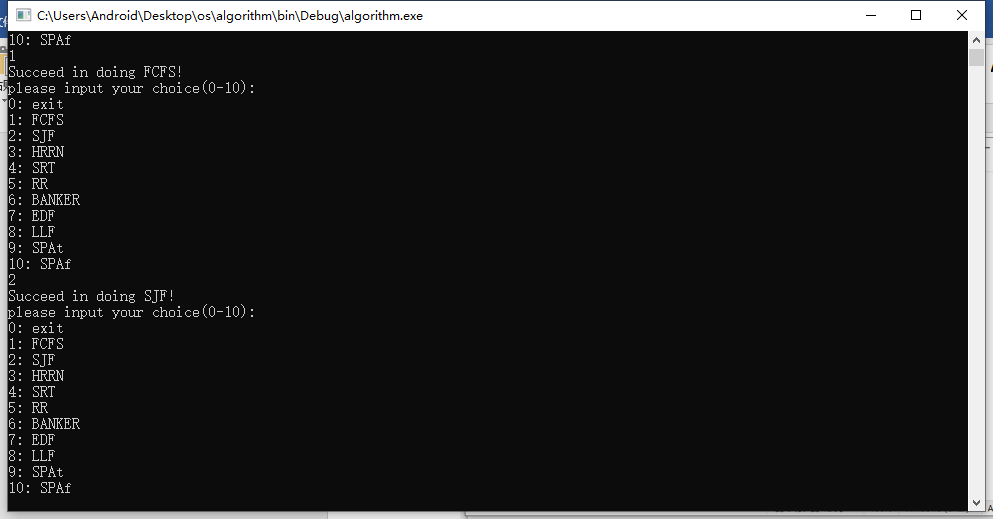 C:\Users\Android\Desktop\os\algorithm\bin\Debug\algorithm.exe
10: SPAf
1
Succeed in doing FCFS!
please input your choice(0-10):
0: exit
1: FCFS
2: SJF
3: HRRN
4: SRT
5: RR
6: BANKER
7: EDF
8: LLF
9: SPAt
10: SPAf
2
Succeed in doing SJF!
please input your choice(0-10):
0: exit
1: FCFS
2: SJF
3: HRRN
4: SRT
5: RR
6: BANKER
7: EDF
8: LLF
9: SPAt
10: SPAf